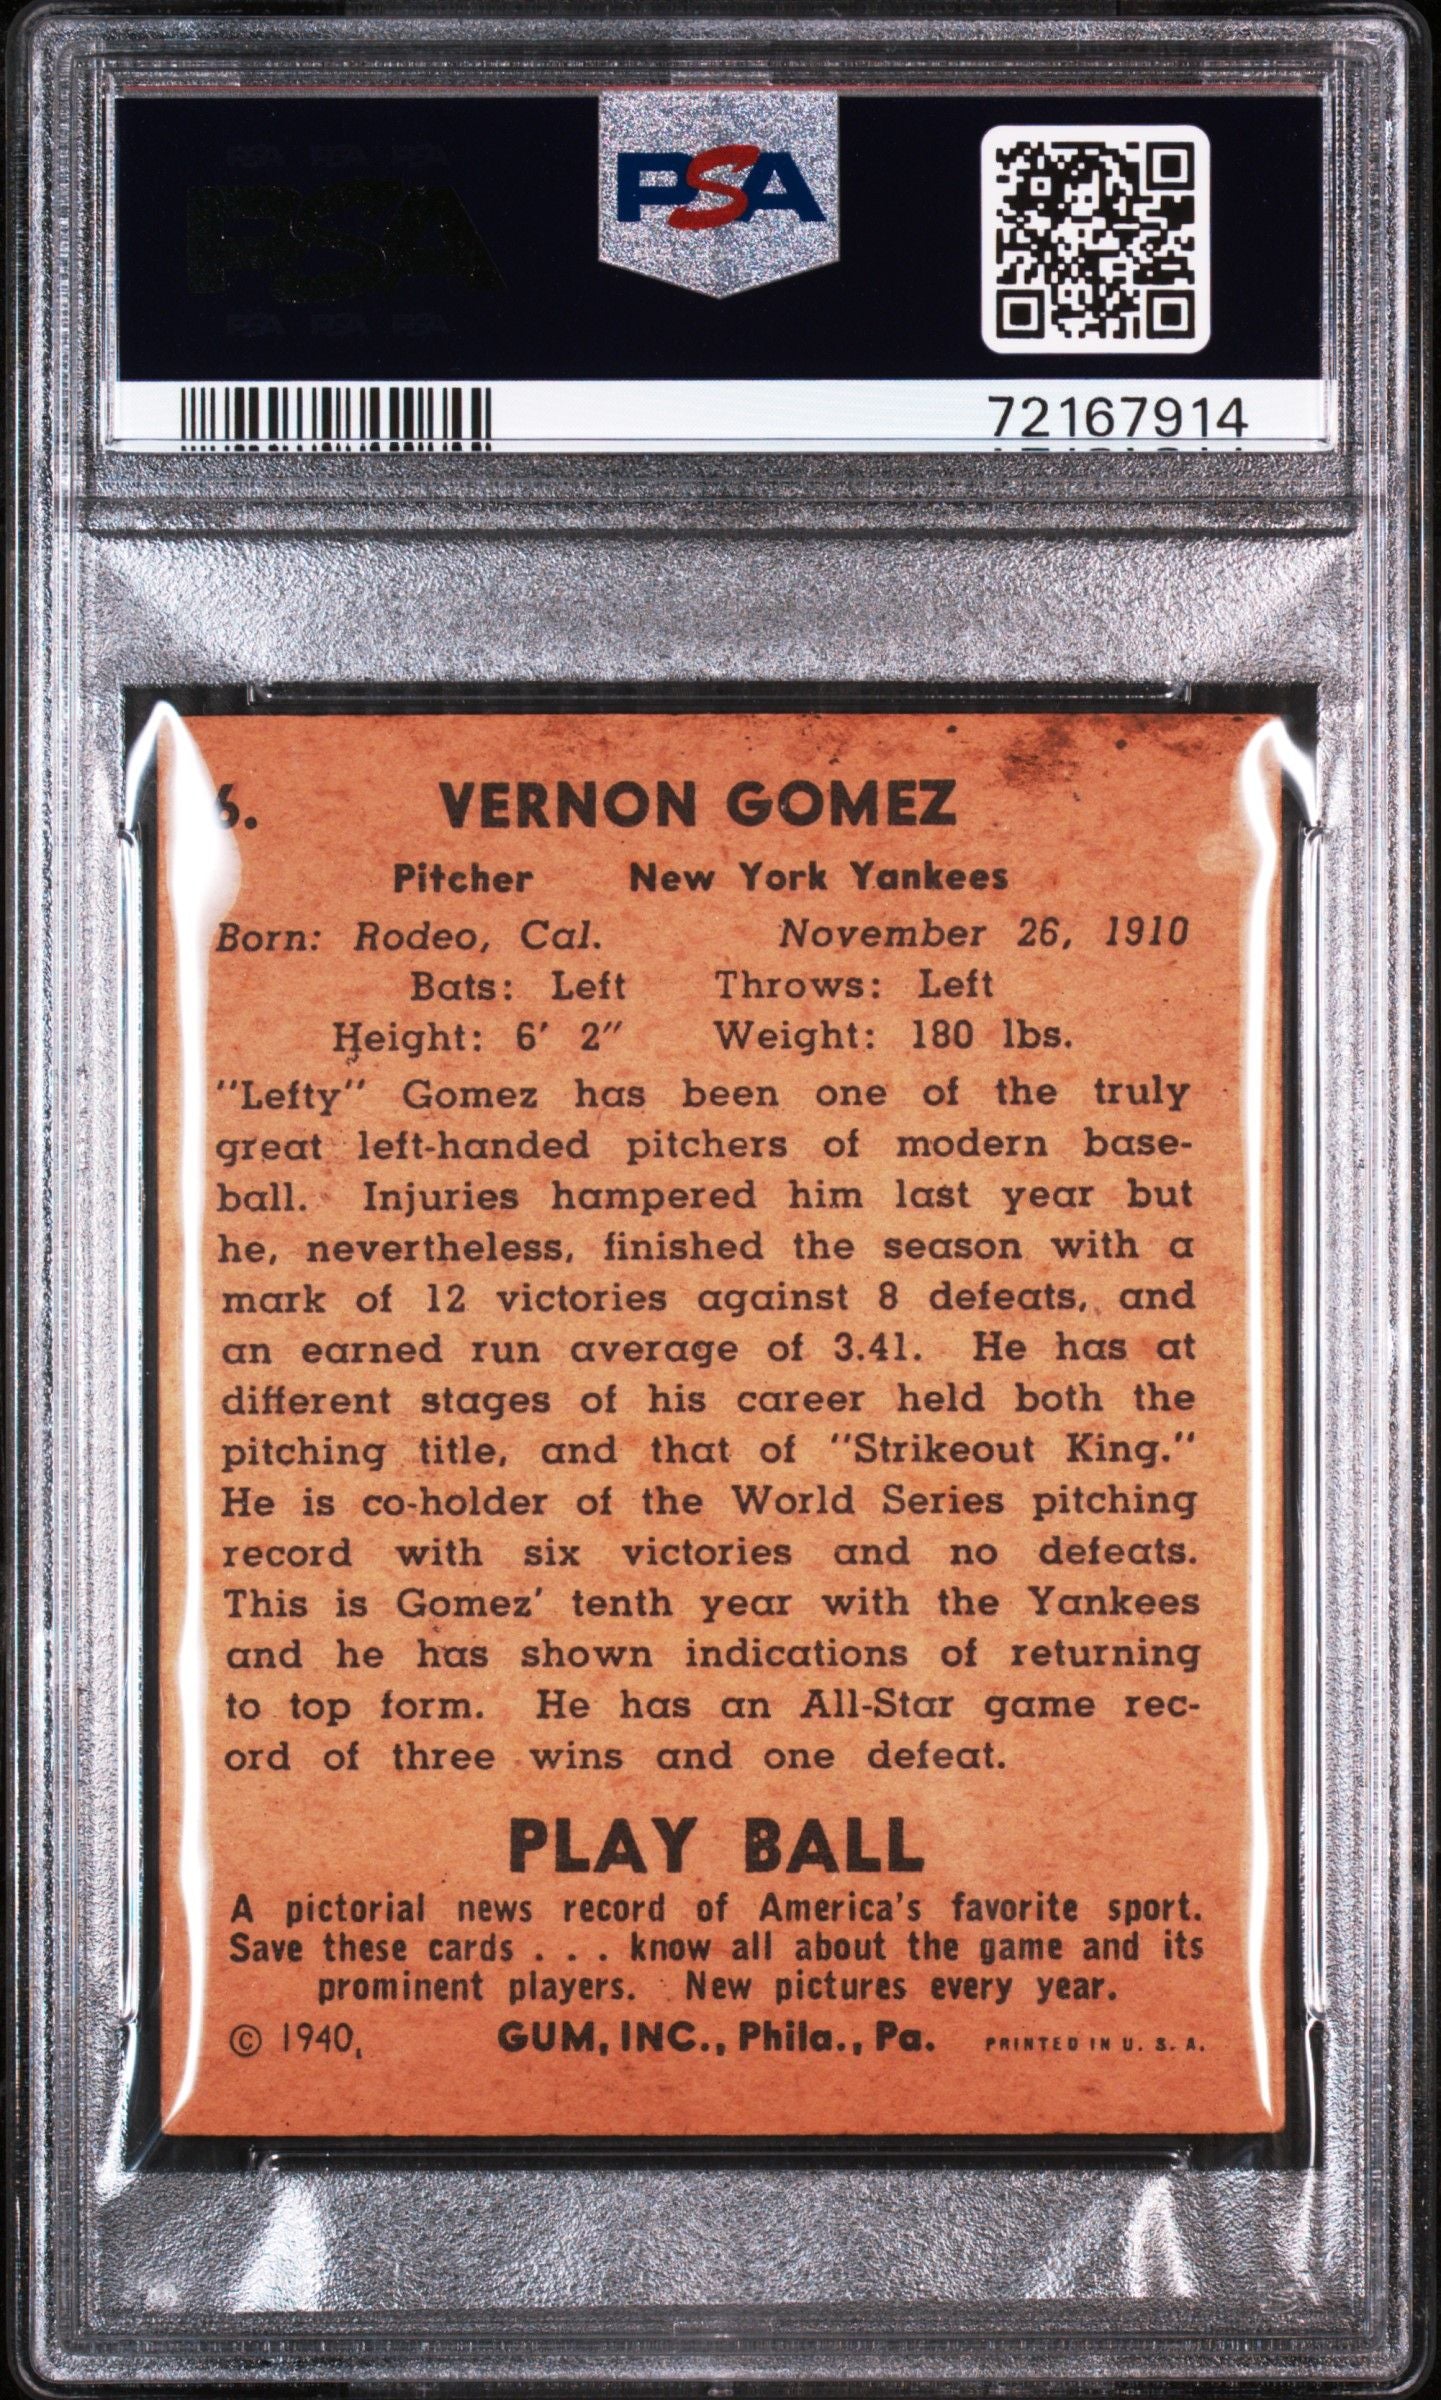 PSA
PSA PSA PSA
PSA
PSA PSA PSA
72167914
6. VERNON GOMEZ
Pitcher New York Yankees
Born: Rodeo, Cal. November 26, 1910
Bats: Left Throws: Left
Height: 6′ 2″ Weight: 180 lbs.
"Lefty" Gomez has been one of the truly
great left-handed pitchers of modern base-
ball. Injuries hampered him last year but
he, nevertheless, finished the season with a
mark of 12 victories against 8 defeats, and
an earned run average of 3.41. He has at
different stages of his career held both the
pitching title, and that of "Strikeout King."
He is co-holder of the World Series pitching
record with six victories and no defeats.
This is Gomez' tenth year with the Yankees
and he has shown indications of returning
to top form. He has an All-Star game rec-
ord of three wins and one defeat.
PLAY BALL
A pictorial news record of America's favorite sport.
Save these cards . . . know all about the game and its
prominent players. New pictures every year.
© 1940, GUM, INC., Phila., Pa. PRINTED IN U. S. A.